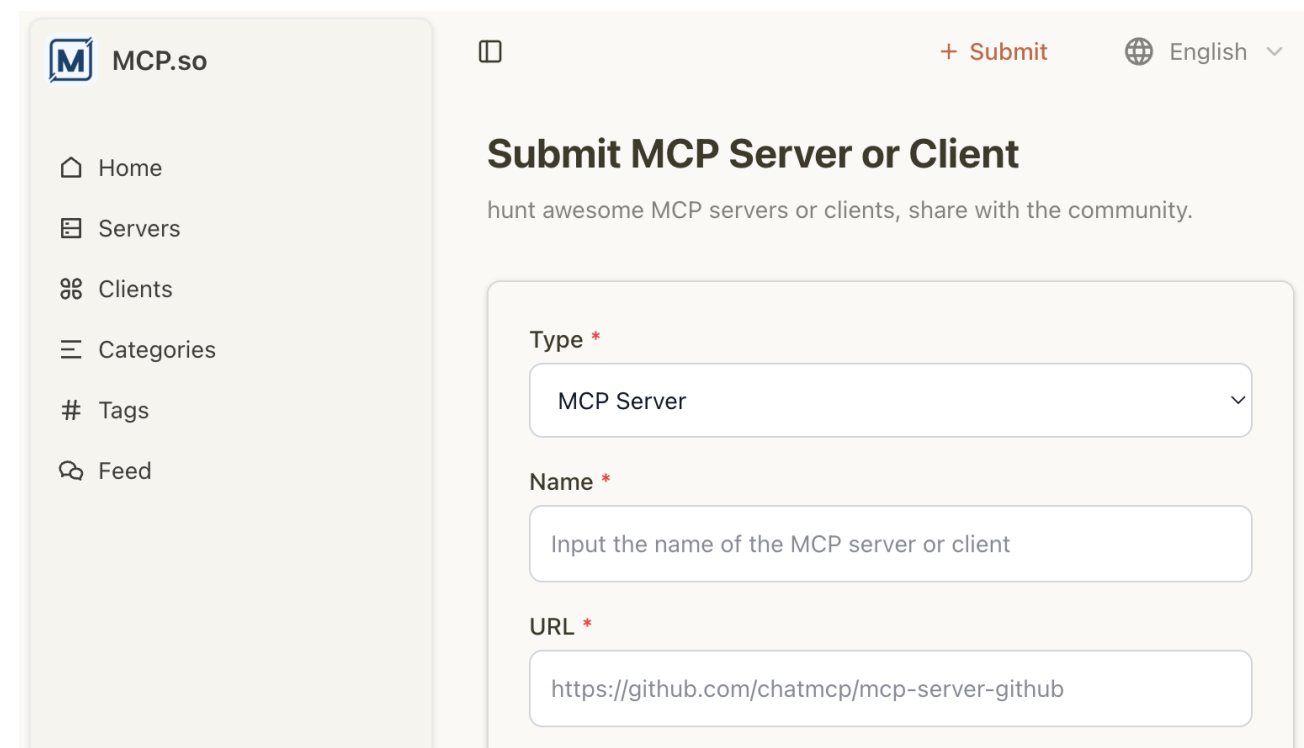 M MCP.so
Home
Servers
Clients
Categories
Tags
Feed
+ Submit
English
Submit MCP Server or Client
hunt awesome MCP servers or clients, share with the community.
Type *
MCP Server
Name *
Input the name of the MCP server or client
URL *
https://github.com/chatmcp/mcp-server-github